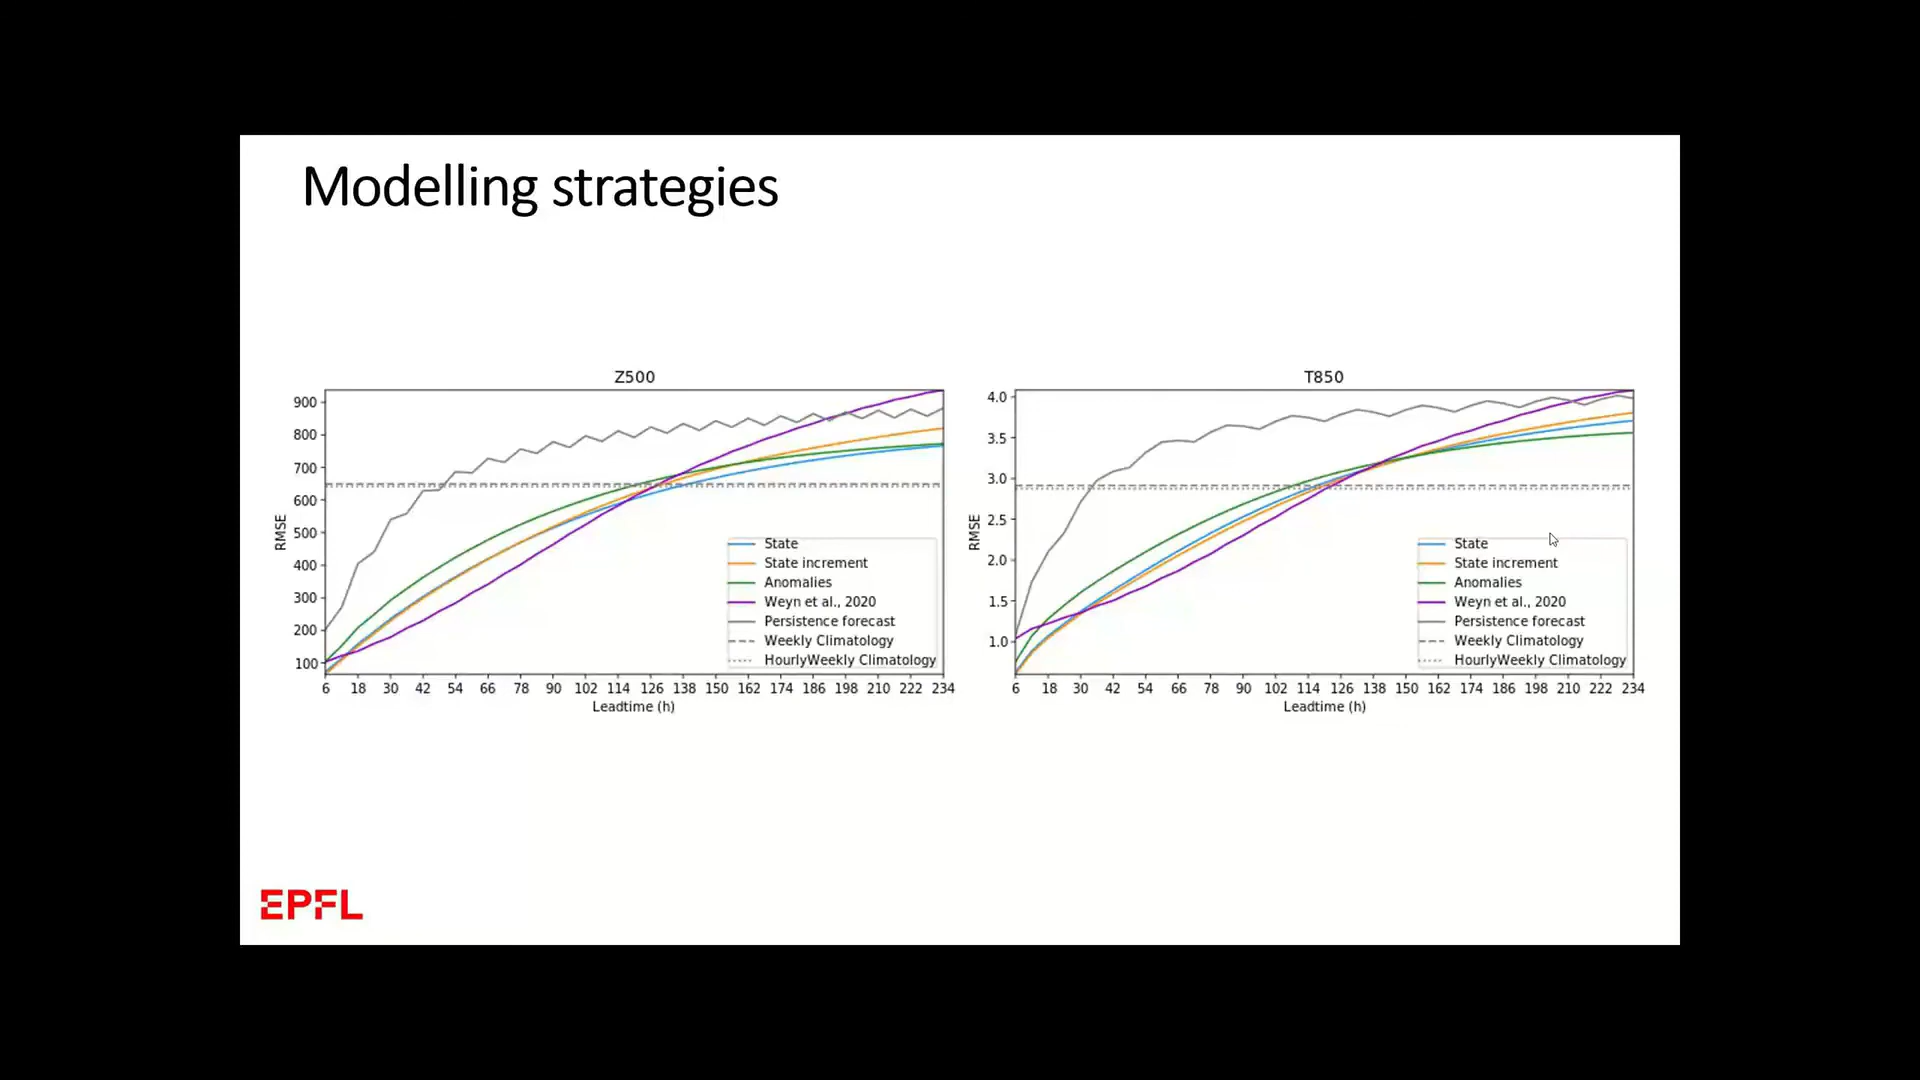 Modelling strategies
Z500
900
800
700
600
500
400
300
200
100
RMSE
State
State increment
Anomalies
Weyn et al., 2020
Persistence forecast
Weekly Climatology
HourlyWeekly Climatology
6 18 30 42 54 66 78 90 102 114 126 138 150 162 174 186 198 210 222 234
Leadtime (h)
T850
4.0
3.5
3.0
2.5
2.0
1.5
1.0
RMSE
State
State increment
Anomalies
Weyn et al., 2020
Persistence forecast
Weekly Climatology
HourlyWeekly Climatology
6 18 30 42 54 66 78 90 102 114 126 138 150 162 174 186 198 210 222 234
Leadtime (h)
EPFL